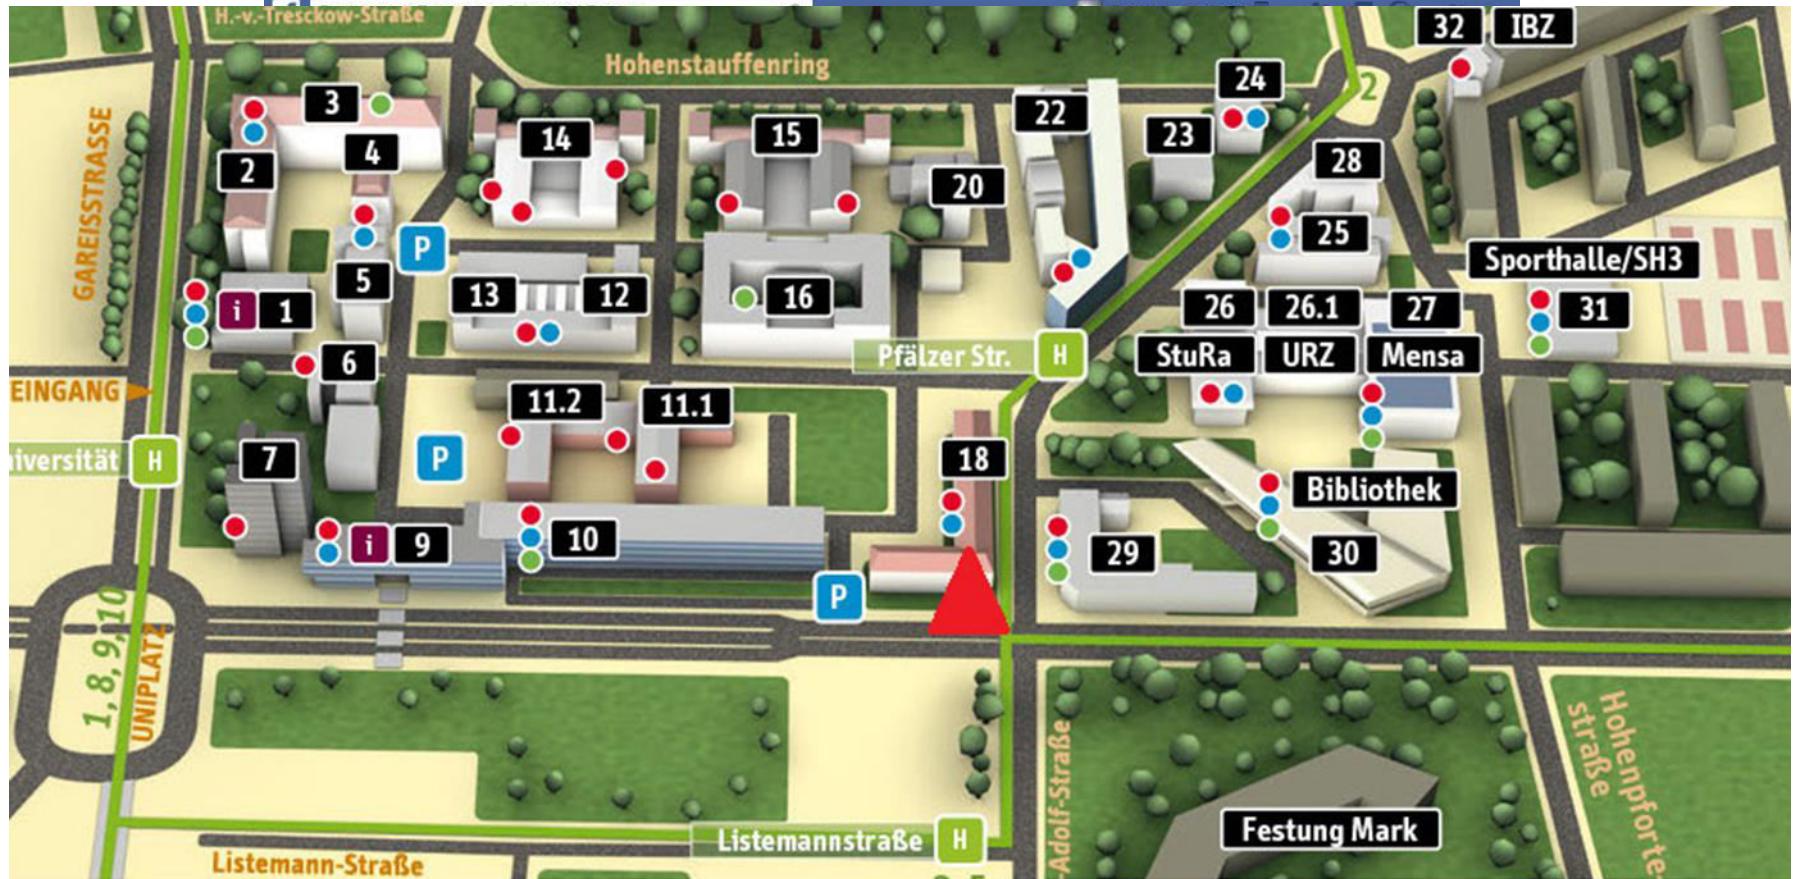 H.-v.-Tresckow-Straße
Hohenstauffenring
32 IBZ
24
2
3
22
23
14
15
4
2
28
20
GAREISSTRASSE
P
25
Sporthalle/SH3
5
13
12
16
26
26.1
27
31
i 1
Pfälzer Str. H
StuRa
URZ
Mensa
6
EINGANG
11.2
11.1
iversität H
7
P
18
Bibliothek
i 9
10
29
30
P
1, 8, 9, 10
UNIPLATZ
-Adolf-Straße
Hohenpforte-
straße
Listemannstraße H
Festung Mark
Listemann-Straße